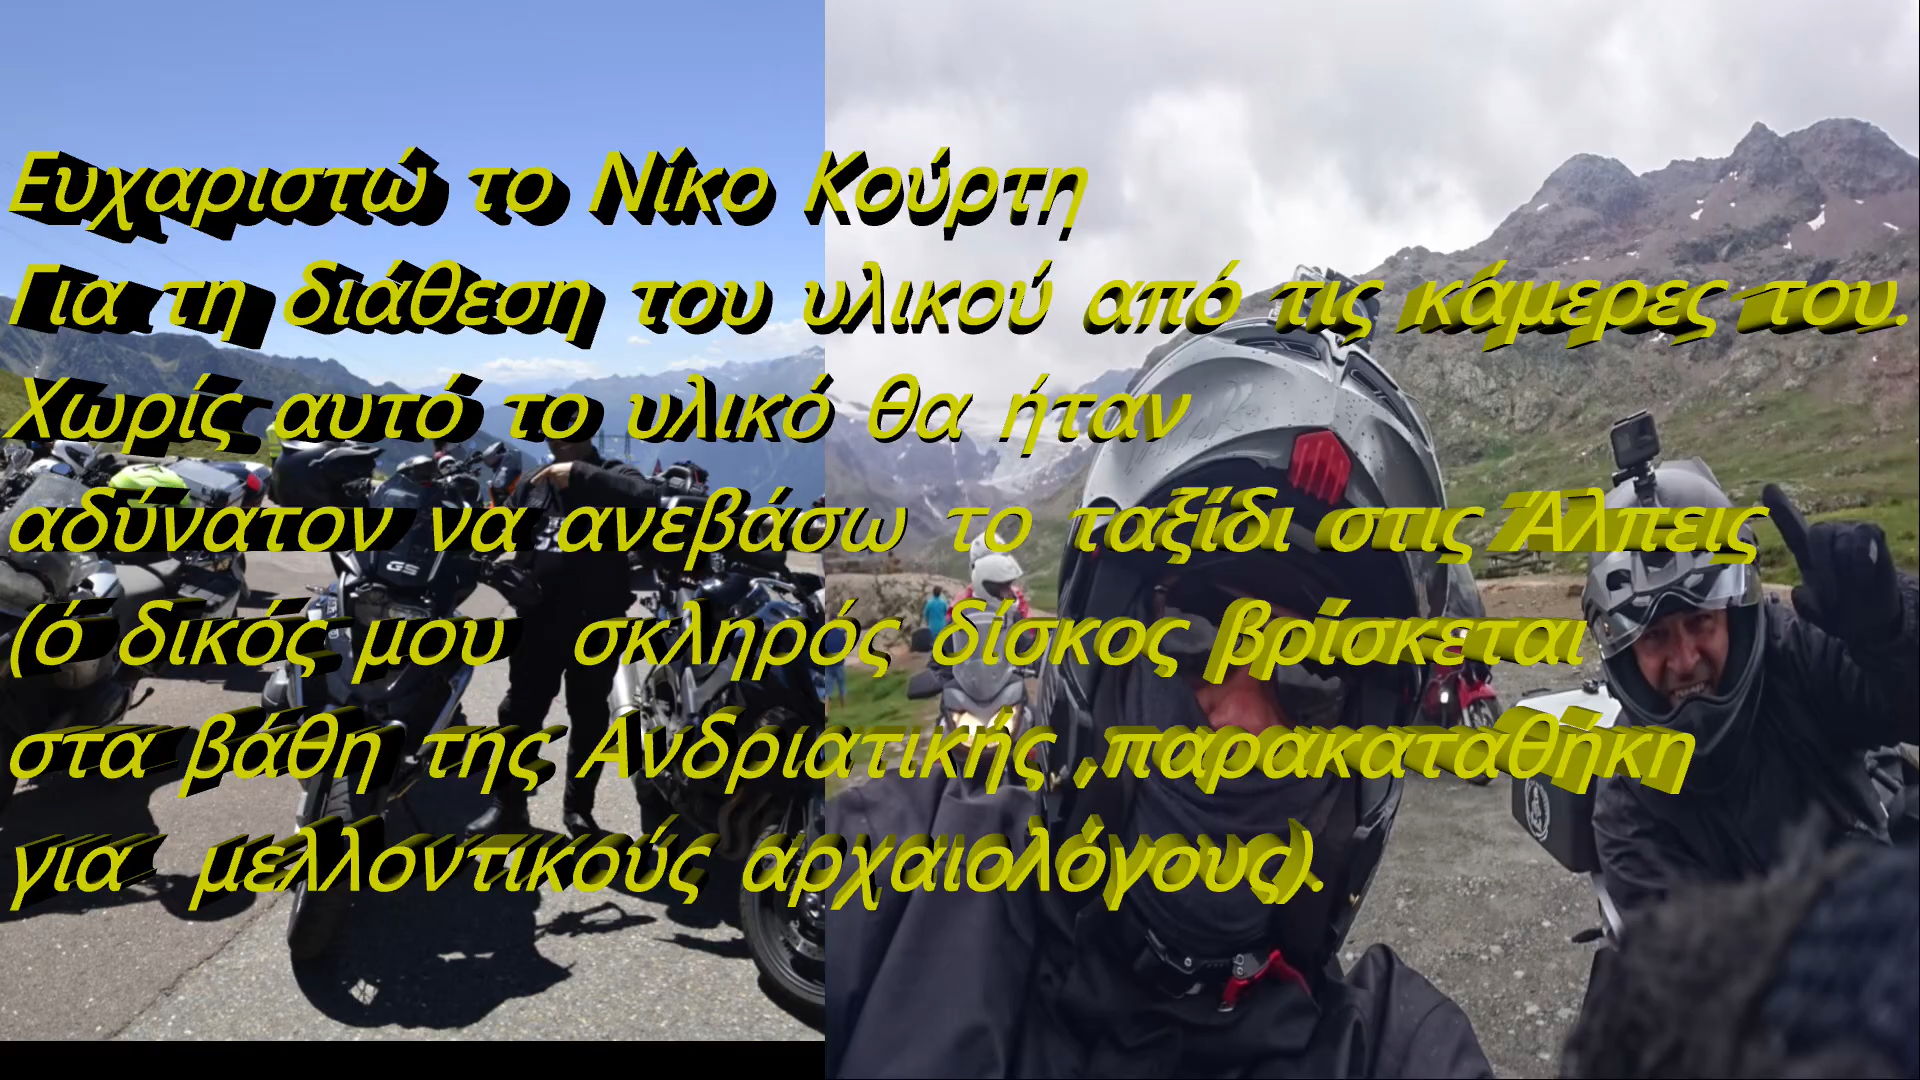 Ευχαριστώ το Νίκο Κούρτη
Για τη διάθεση του υλικού από τις κάμερες του.
Χωρίς αυτό το υλικό θα ήταν
αδύνατον να ανεβάσω το ταξίδι στις Άλπεις
(ό δικός μου σκληρός δίσκος βρίσκεται
στα βάθη της Ανδριατικής ,παρακαταθήκη
για μελλοντικούς αρχαιολόγους).
GS